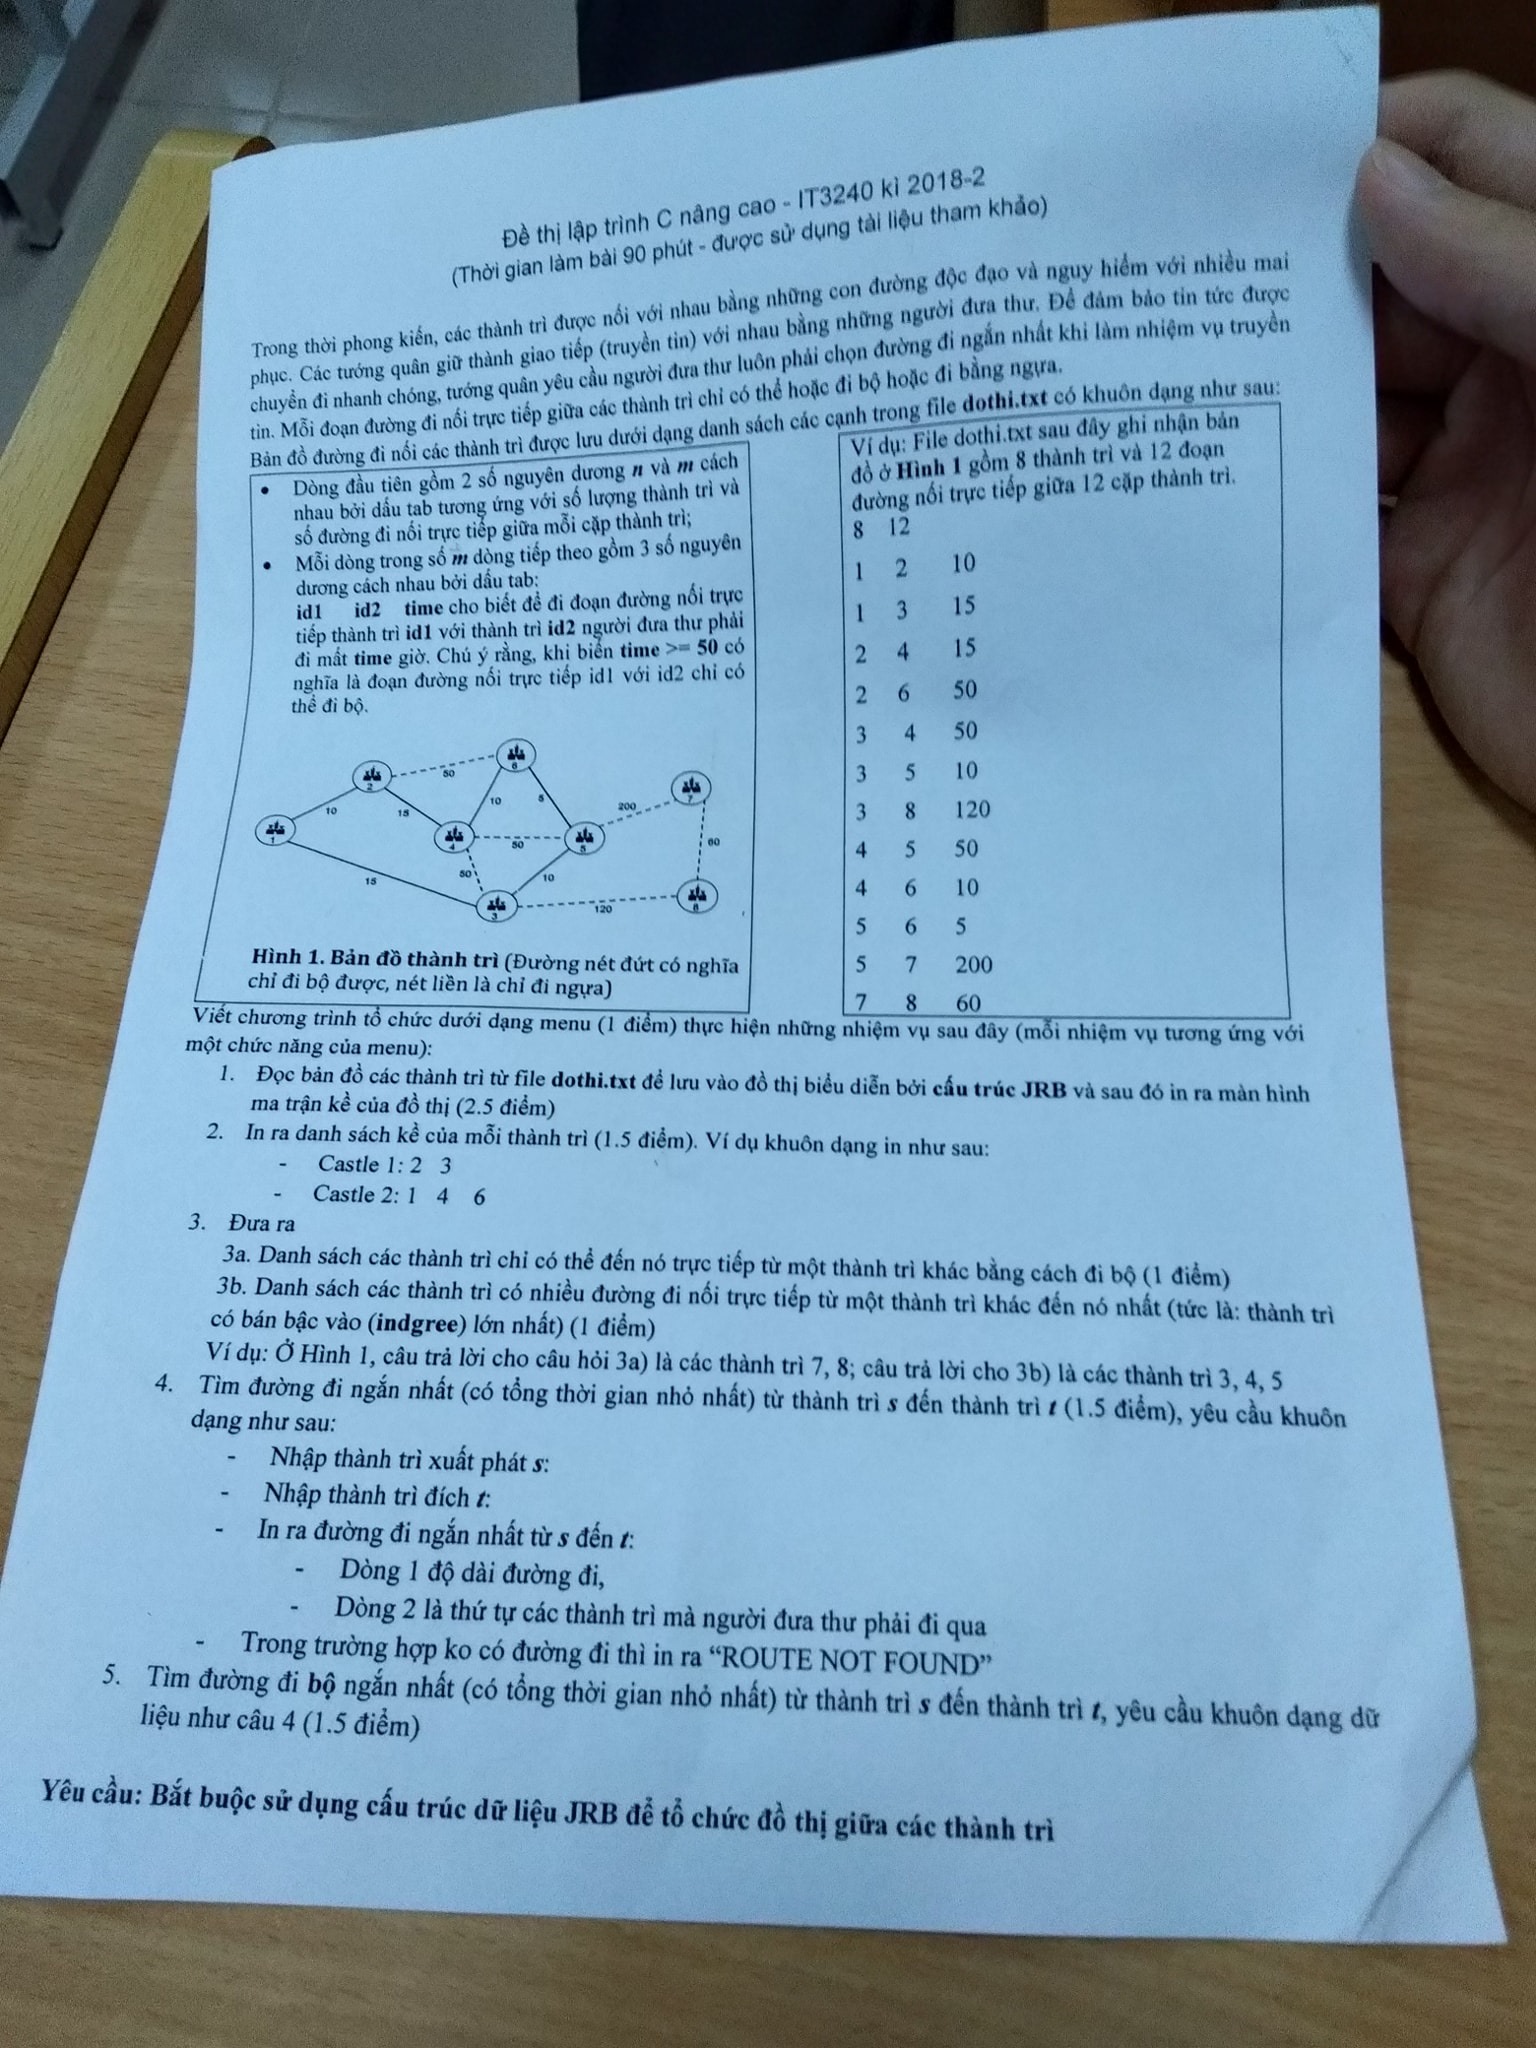 Đề thị lập trình C nâng cao - IT3240 kì 2018-2
(Thời gian làm bài 90 phút - được sử dụng tài liệu tham khảo)
Trong thời phong kiến, các thành trì được nối với nhau bằng những con đường độc đạo và nguy hiểm với nhiều mai
phục. Các tướng quân giữ thành giao tiếp (truyền tin) với nhau bằng những người đưa thư. Để đảm bảo tin tức được
chuyển đi nhanh chóng, tướng quân yêu cầu người đưa thư luôn phải chọn đường đi ngắn nhất khi làm nhiệm vụ truyền
tin. Mỗi đoạn đường đi nối trực tiếp giữa các thành trì chỉ có thể hoặc đi bộ hoặc đi bằng ngựa.
Bản đồ đường đi nối các thành trì được lưu dưới dạng danh sách các cạnh trong file dothi.txt có khuôn dạng như sau:
• Dòng đầu tiên gồm 2 số nguyên dương n và m cách
nhau bởi dấu tab tương ứng với số lượng thành trì và
số đường đi nối trực tiếp giữa mỗi cặp thành trì;
• Mỗi dòng trong số m dòng tiếp theo gồm 3 số nguyên
dương cách nhau bởi dấu tab:
id1 id2 time cho biết để đi đoạn đường nối trực
tiếp thành trì id1 với thành trì id2 người đưa thư phải
đi mất time giờ. Chú ý rằng, khi biến time >= 50 có
nghĩa là đoạn đường nối trực tiếp id1 với id2 chỉ có
thể đi bộ.
1
2
3
4
5
6
7
8
10
15
15
50
50
10
120
50
10
5
200
60
Hình 1. Bản đồ thành trì (Đường nét đứt có nghĩa
chỉ đi bộ được, nét liền là chỉ đi ngựa)
Ví dụ: File dothi.txt sau đây ghi nhận bản
đồ ở Hình 1 gồm 8 thành trì và 12 đoạn
đường nối trực tiếp giữa 12 cặp thành trì.
8 12
1 2 10
1 3 15
2 4 15
2 6 50
3 4 50
3 5 10
3 8 120
4 5 50
4 6 10
5 6 5
5 7 200
7 8 60
Viết chương trình tổ chức dưới dạng menu (1 điểm) thực hiện những nhiệm vụ sau đây (mỗi nhiệm vụ tương ứng với
một chức năng của menu):
1. Đọc bản đồ các thành trì từ file dothi.txt để lưu vào đồ thị biểu diễn bởi cấu trúc JRB và sau đó in ra màn hình
ma trận kề của đồ thị (2.5 điểm)
2. In ra danh sách kề của mỗi thành trì (1.5 điểm). Ví dụ khuôn dạng in như sau:
- Castle 1: 2 3
- Castle 2: 1 4 6
3. Đưa ra
3a. Danh sách các thành trì chỉ có thể đến nó trực tiếp từ một thành trì khác bằng cách đi bộ (1 điểm)
3b. Danh sách các thành trì có nhiều đường đi nối trực tiếp từ một thành trì khác đến nó nhất (tức là: thành trì
có bán bậc vào (indgree) lớn nhất) (1 điểm)
Ví dụ: Ở Hình 1, câu trả lời cho câu hỏi 3a) là các thành trì 7, 8; câu trả lời cho 3b) là các thành trì 3, 4, 5
4. Tìm đường đi ngắn nhất (có tổng thời gian nhỏ nhất) từ thành trì s đến thành trì t (1.5 điểm), yêu cầu khuôn
dạng như sau:
- Nhập thành trì xuất phát s:
- Nhập thành trì đích t:
- In ra đường đi ngắn nhất từ s đến t:
- Dòng 1 độ dài đường đi,
- Dòng 2 là thứ tự các thành trì mà người đưa thư phải đi qua
- Trong trường hợp ko có đường đi thì in ra “ROUTE NOT FOUND”
5. Tìm đường đi bộ ngắn nhất (có tổng thời gian nhỏ nhất) từ thành trì s đến thành trì t, yêu cầu khuôn dạng dữ
liệu như câu 4 (1.5 điểm)
Yêu cầu: Bắt buộc sử dụng cấu trúc dữ liệu JRB để tổ chức đồ thị giữa các thành trì